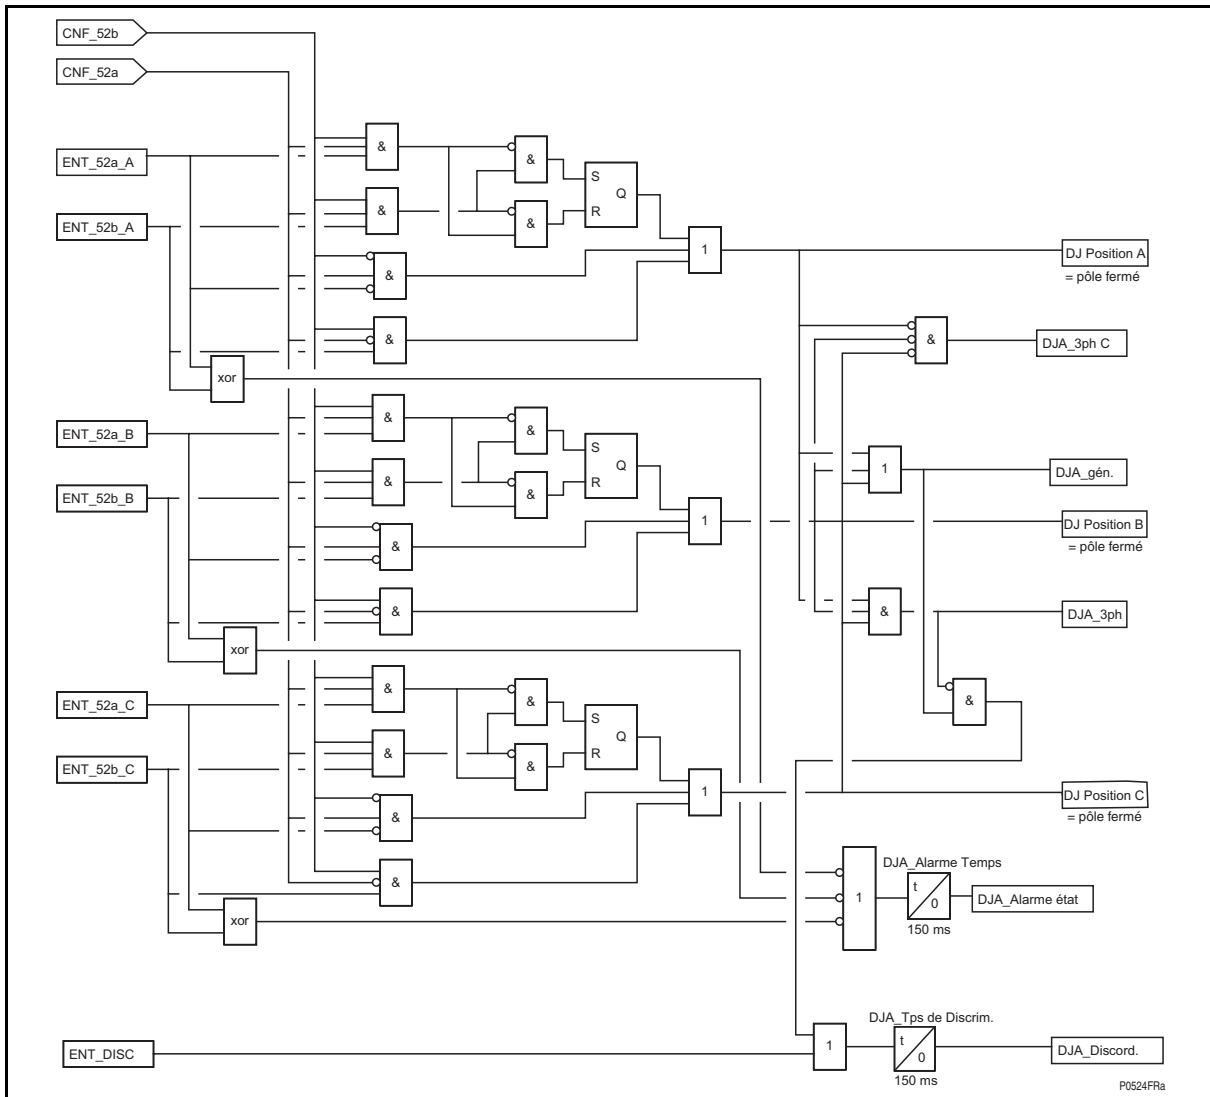 CNF_52b
CNF_52a
ENT_52a_A
&
&
S
Q
R
ENT_52b_A
&
&
1
DJ Position A
= pôle fermé
&
&
&
DJA_3ph C
xor
ENT_52a_B
&
&
S
Q
R
1
DJA_gén.
ENT_52b_B
&
&
1
DJ Position B
= pôle fermé
&
&
&
DJA_3ph
xor
ENT_52a_C
&
&
&
S
Q
R
ENT_52b_C
&
&
1
DJ Position C
= pôle fermé
&
&
DJA_Alarme Temps
t
0
150 ms
1
DJA_Alarme état
xor
DJA_Tps de Discrim.
ENT_DISC
1
t
0
150 ms
DJA_Discord.
P0524FRa